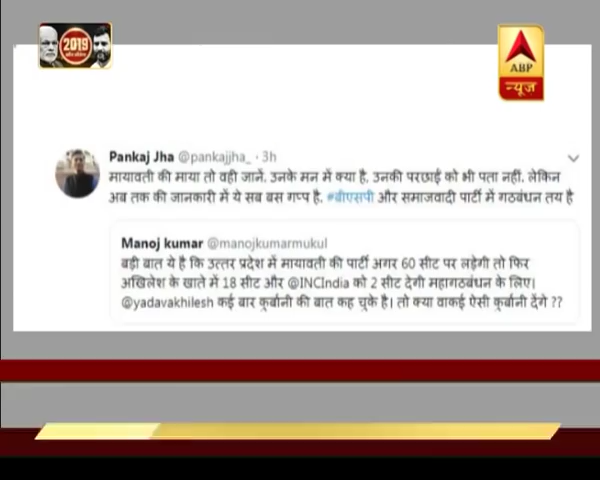 2019
ABP
न्यूज़
Pankaj Jha @pankajjha_ · 3h
मायावती की माया तो वही जानें. उनके मन में क्या है, उनकी परछाई को भी पता नहीं. लेकिन
अब तक की जानकारी में ये सब बस गप्प है. #बीएसपी और समाजवादी पार्टी में गठबंधन तय है
Manoj kumar @manojkumarmukul
बड़ी बात ये है कि उत्तर प्रदेश में मायावती की पार्टी अगर 60 सीट पर लड़ेगी तो फिर
अखिलेश के खाते में 18 सीट और @INCIndia को 2 सीट देगी महागठबंधन के लिए।
@yadavakhilesh कई बार कुर्बानी की बात कह चुके है। तो क्या वाकई ऐसी कुर्बानी देंगे ??